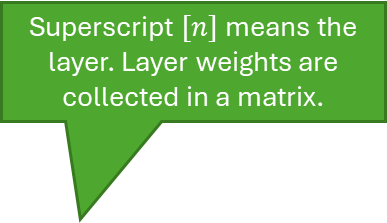 Superscript [n] means the
layer. Layer weights are
collected in a matrix.